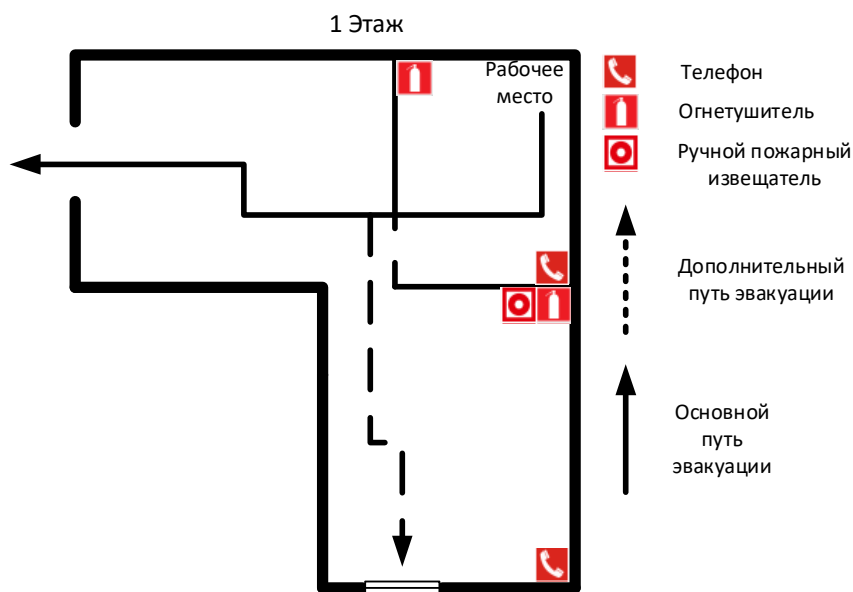 1 Этаж
Рабочее
место
Телефон
Огнетушитель
Ручной пожарный
извещатель
Дополнительный
путь эвакуации
Основной
путь
эвакуации